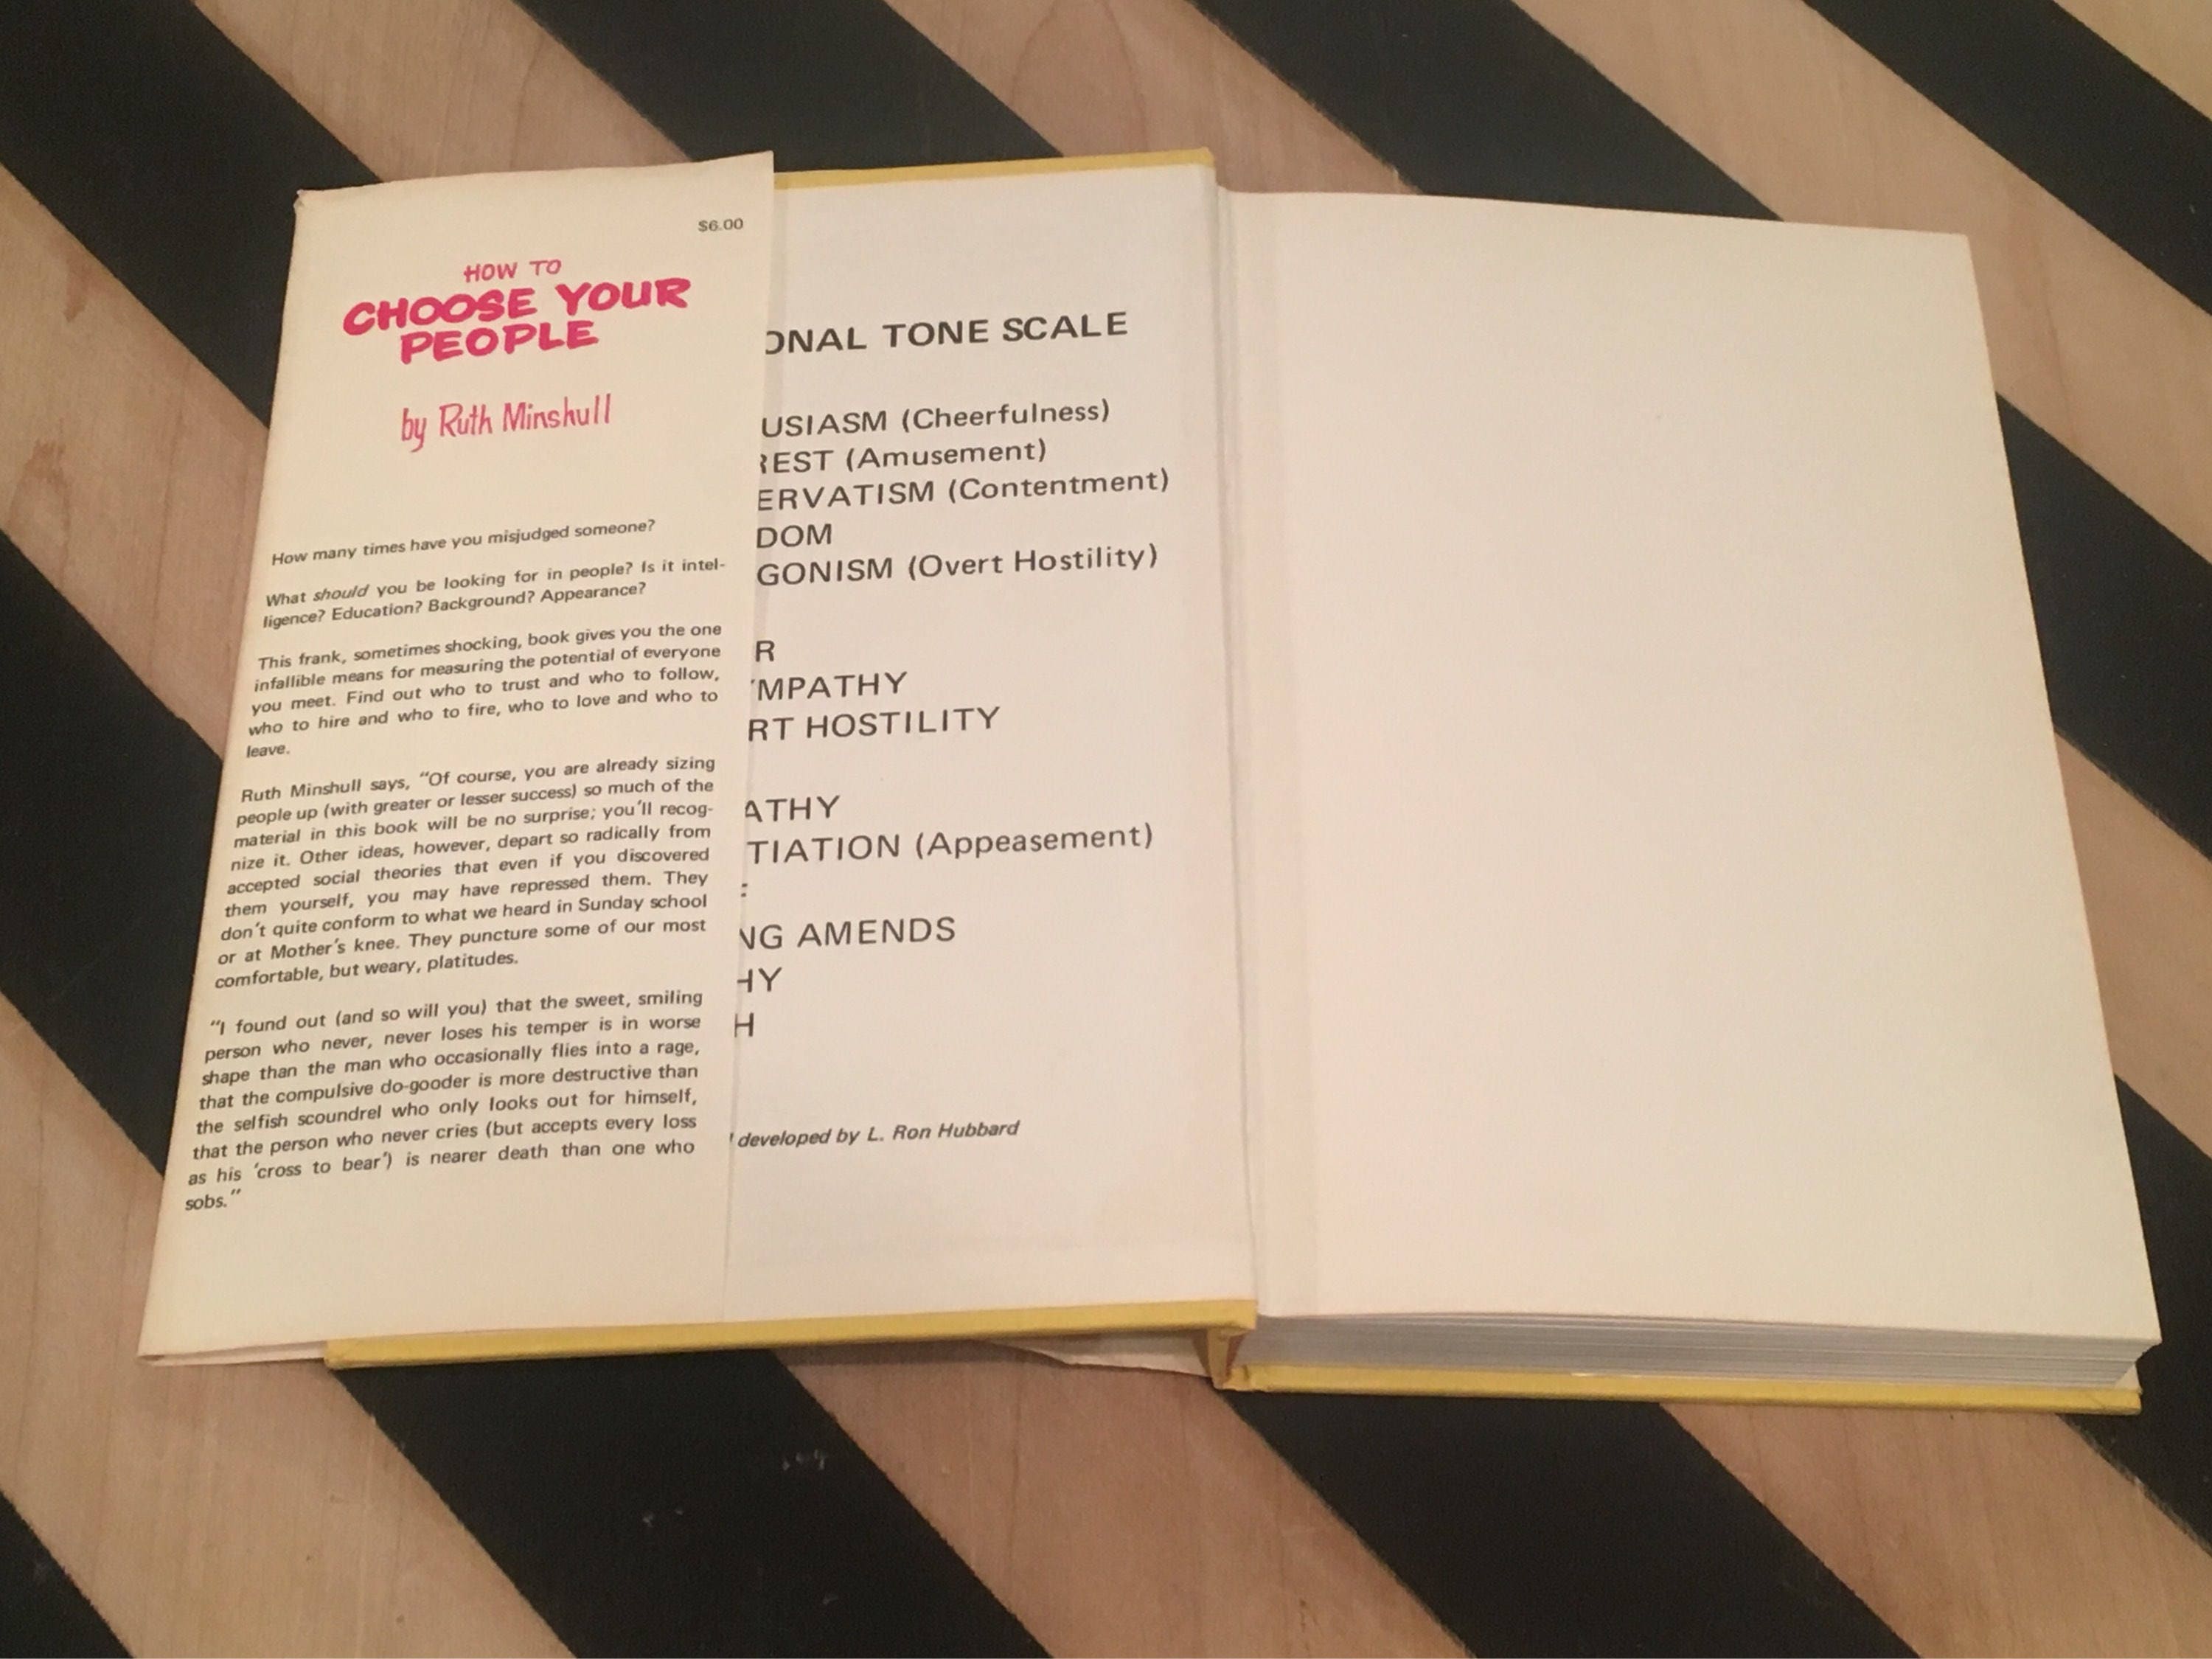 $6.00
HOW TO
CHOOSE YOUR
PEOPLE
by Ruth Minshull
How many times have you misjudged someone?
What should you be looking for in people? Is it intel-
ligence? Education? Background? Appearance?
This frank, sometimes shocking, book gives you the one
infallible means for measuring the potential of everyone
you meet. Find out who to trust and who to follow,
who to hire and who to fire, who to love and who to
leave.
Ruth Minshull says, “Of course, you are already sizing
people up (with greater or lesser success) so much of the
material in this book will be no surprise; you’ll recog-
nize it. Other ideas, however, depart so radically from
accepted social theories that even if you discovered
them yourself, you may have repressed them. They
don’t quite conform to what we heard in Sunday school
or at Mother’s knee. They puncture some of our most
comfortable, but weary, platitudes.
“I found out (and so will you) that the sweet, smiling
person who never, never loses his temper is in worse
shape than the man who occasionally flies into a rage,
that the compulsive do-gooder is more destructive than
the selfish scoundrel who only looks out for himself,
that the person who never cries (but accepts every loss
as his ‘cross to bear’) is nearer death than one who
sobs.”
ONAL TONE SCALE
USIASM (Cheerfulness)
REST (Amusement)
ERVATISM (Contentment)
DOM
GONISM (Overt Hostility)
R
MPATHY
RT HOSTILITY
ATHY
TIATION (Appeasement)
NG AMENDS
HY
H
developed by L. Ron Hubbard